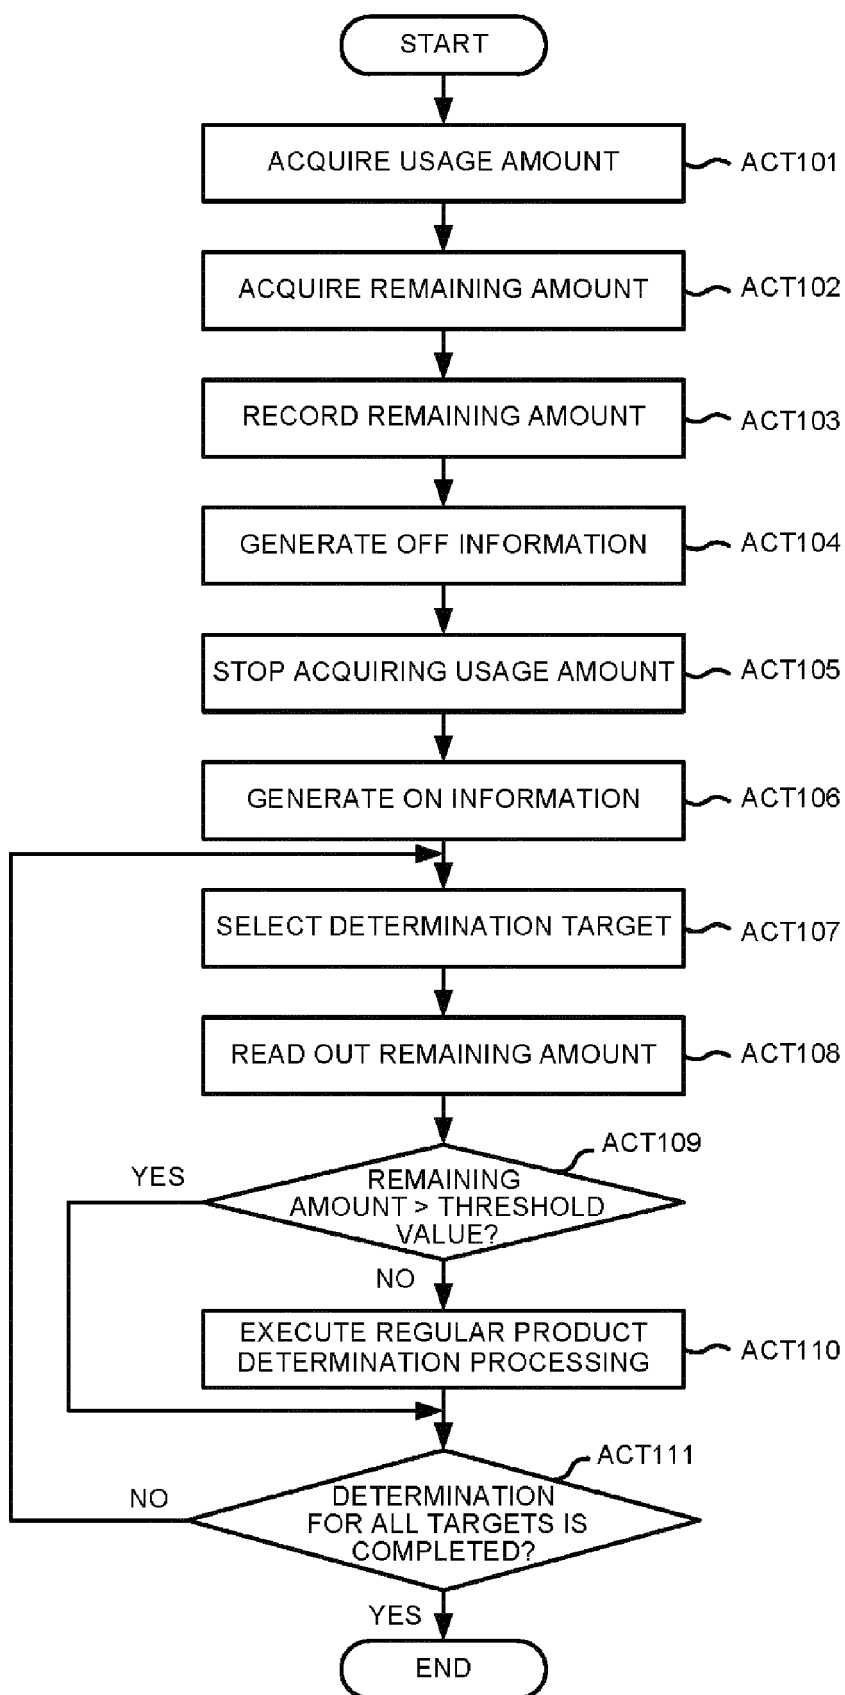 START
ACQUIRE USAGE AMOUNT
ACT101
ACQUIRE REMAINING AMOUNT
ACT102
RECORD REMAINING AMOUNT
ACT103
GENERATE OFF INFORMATION
ACT104
STOP ACQUIRING USAGE AMOUNT
ACT105
GENERATE ON INFORMATION
ACT106
SELECT DETERMINATION TARGET
ACT107
READ OUT REMAINING AMOUNT
ACT108
ACT109
YES
REMAINING
AMOUNT > THRESHOLD
VALUE?
NO
EXECUTE REGULAR PRODUCT
DETERMINATION PROCESSING
ACT110
ACT111
NO
DETERMINATION
FOR ALL TARGETS IS
COMPLETED?
YES
END